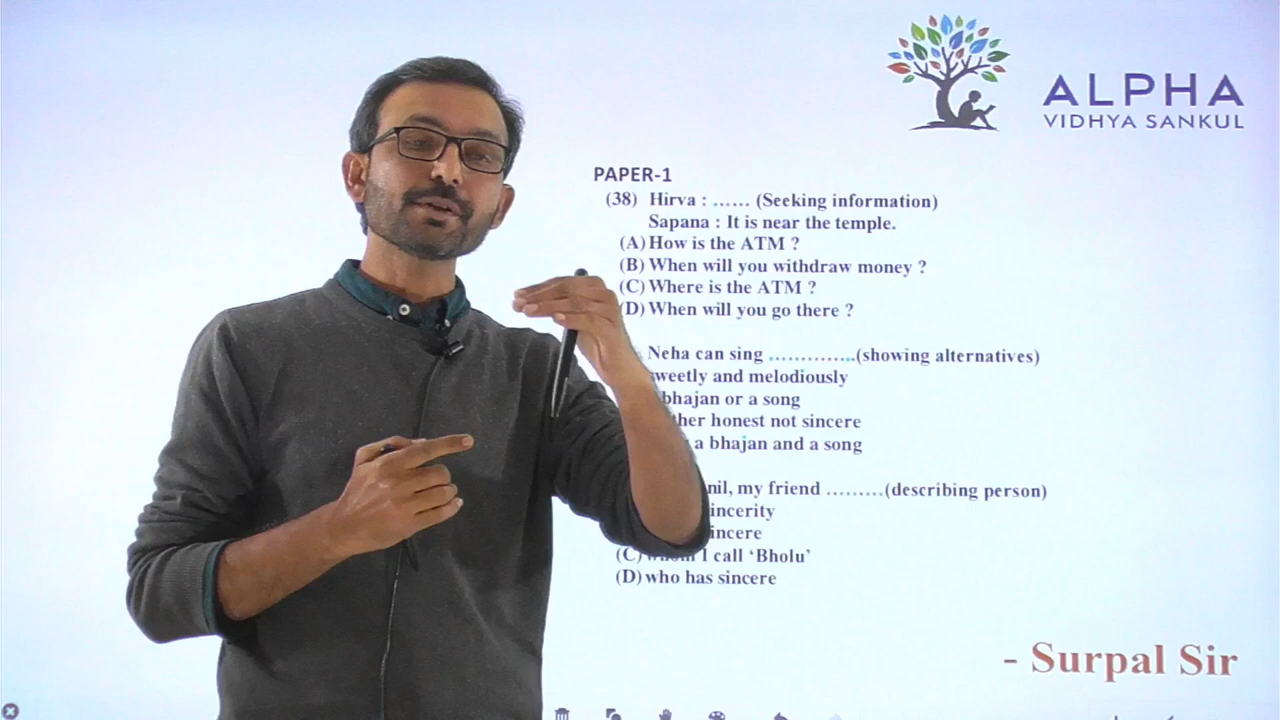 ALPHA
VIDHYA SANKUL
PAPER-1
(38) Hirva : ...... (Seeking information)
Sapana : It is near the temple.
(A) How is the ATM ?
(B) When will you withdraw money ?
(C) Where is the ATM ?
(D) When will you go there ?
Neha can sing ..............(showing alternatives)
sweetly and melodiously
bhajan or a song
honest not sincere
a bhajan and a song
my friend .........(describing person)
(C) whom I call ‘Bholu’
(D) who has sincere
- Surpal Sir